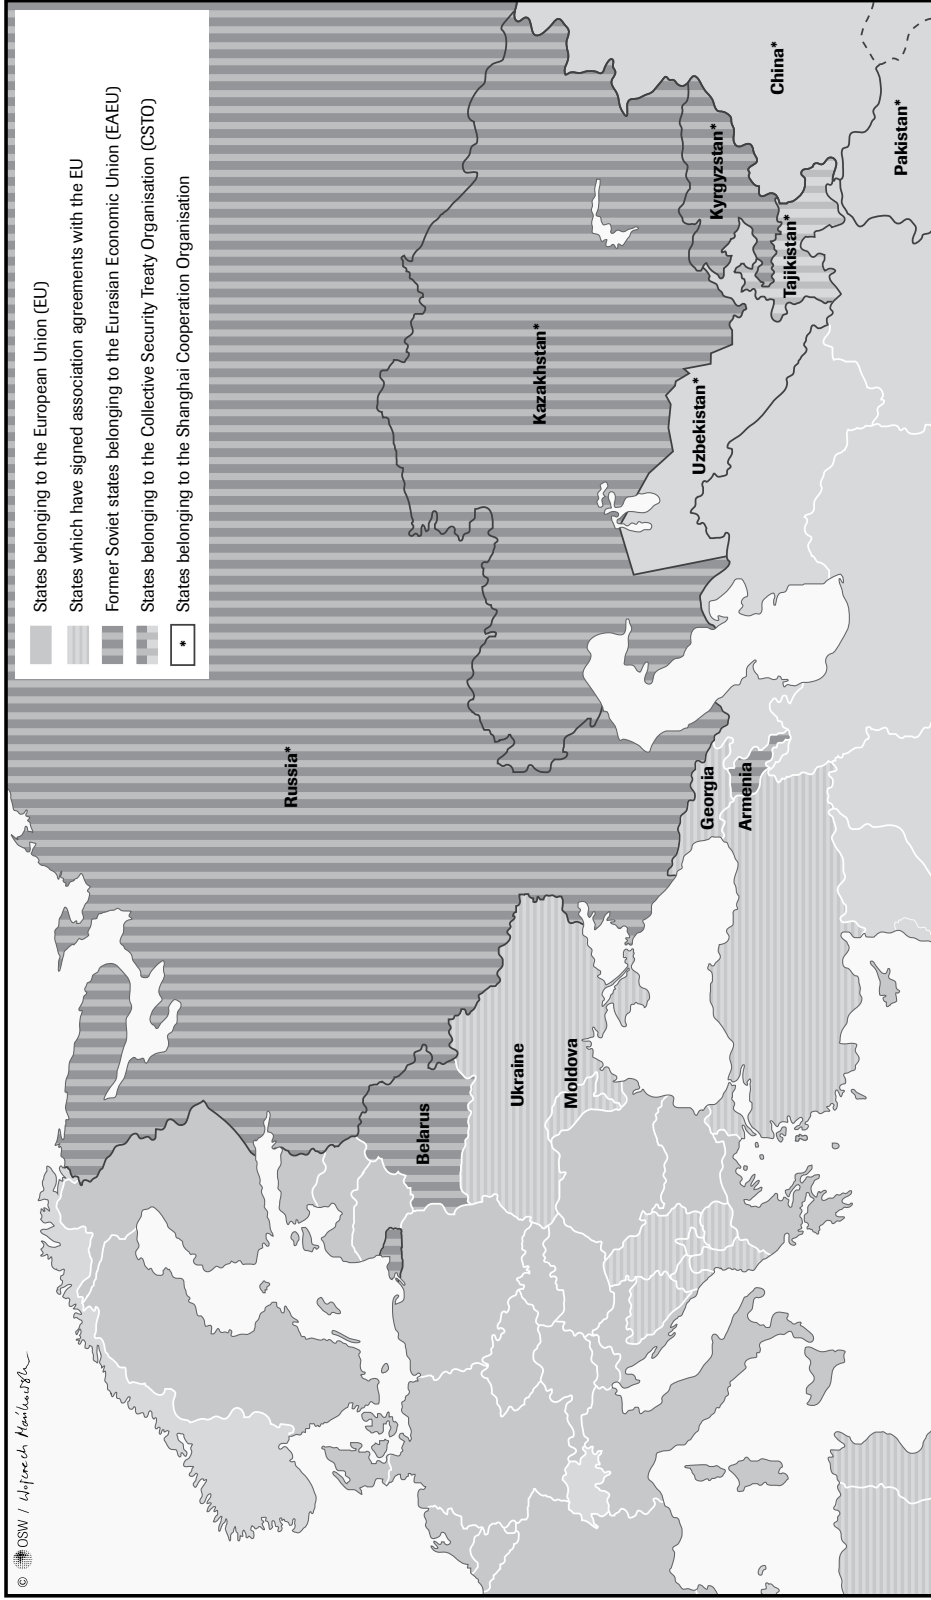 States belonging to the European Union (EU)
States which have signed association agreements with the EU
Former Soviet states belonging to the Eurasian Economic Union (EAEU)
States belonging to the Collective Security Treaty Organisation (CSTO)
* States belonging to the Shanghai Cooperation Organisation
Russia*
Kazakhstan*
Kyrgyzstan*
China*
Tajikistan*
Pakistan*
Uzbekistan*
Georgia
Armenia
Belarus
Ukraine
Moldova
© OSW / Wojciech Mańkowski